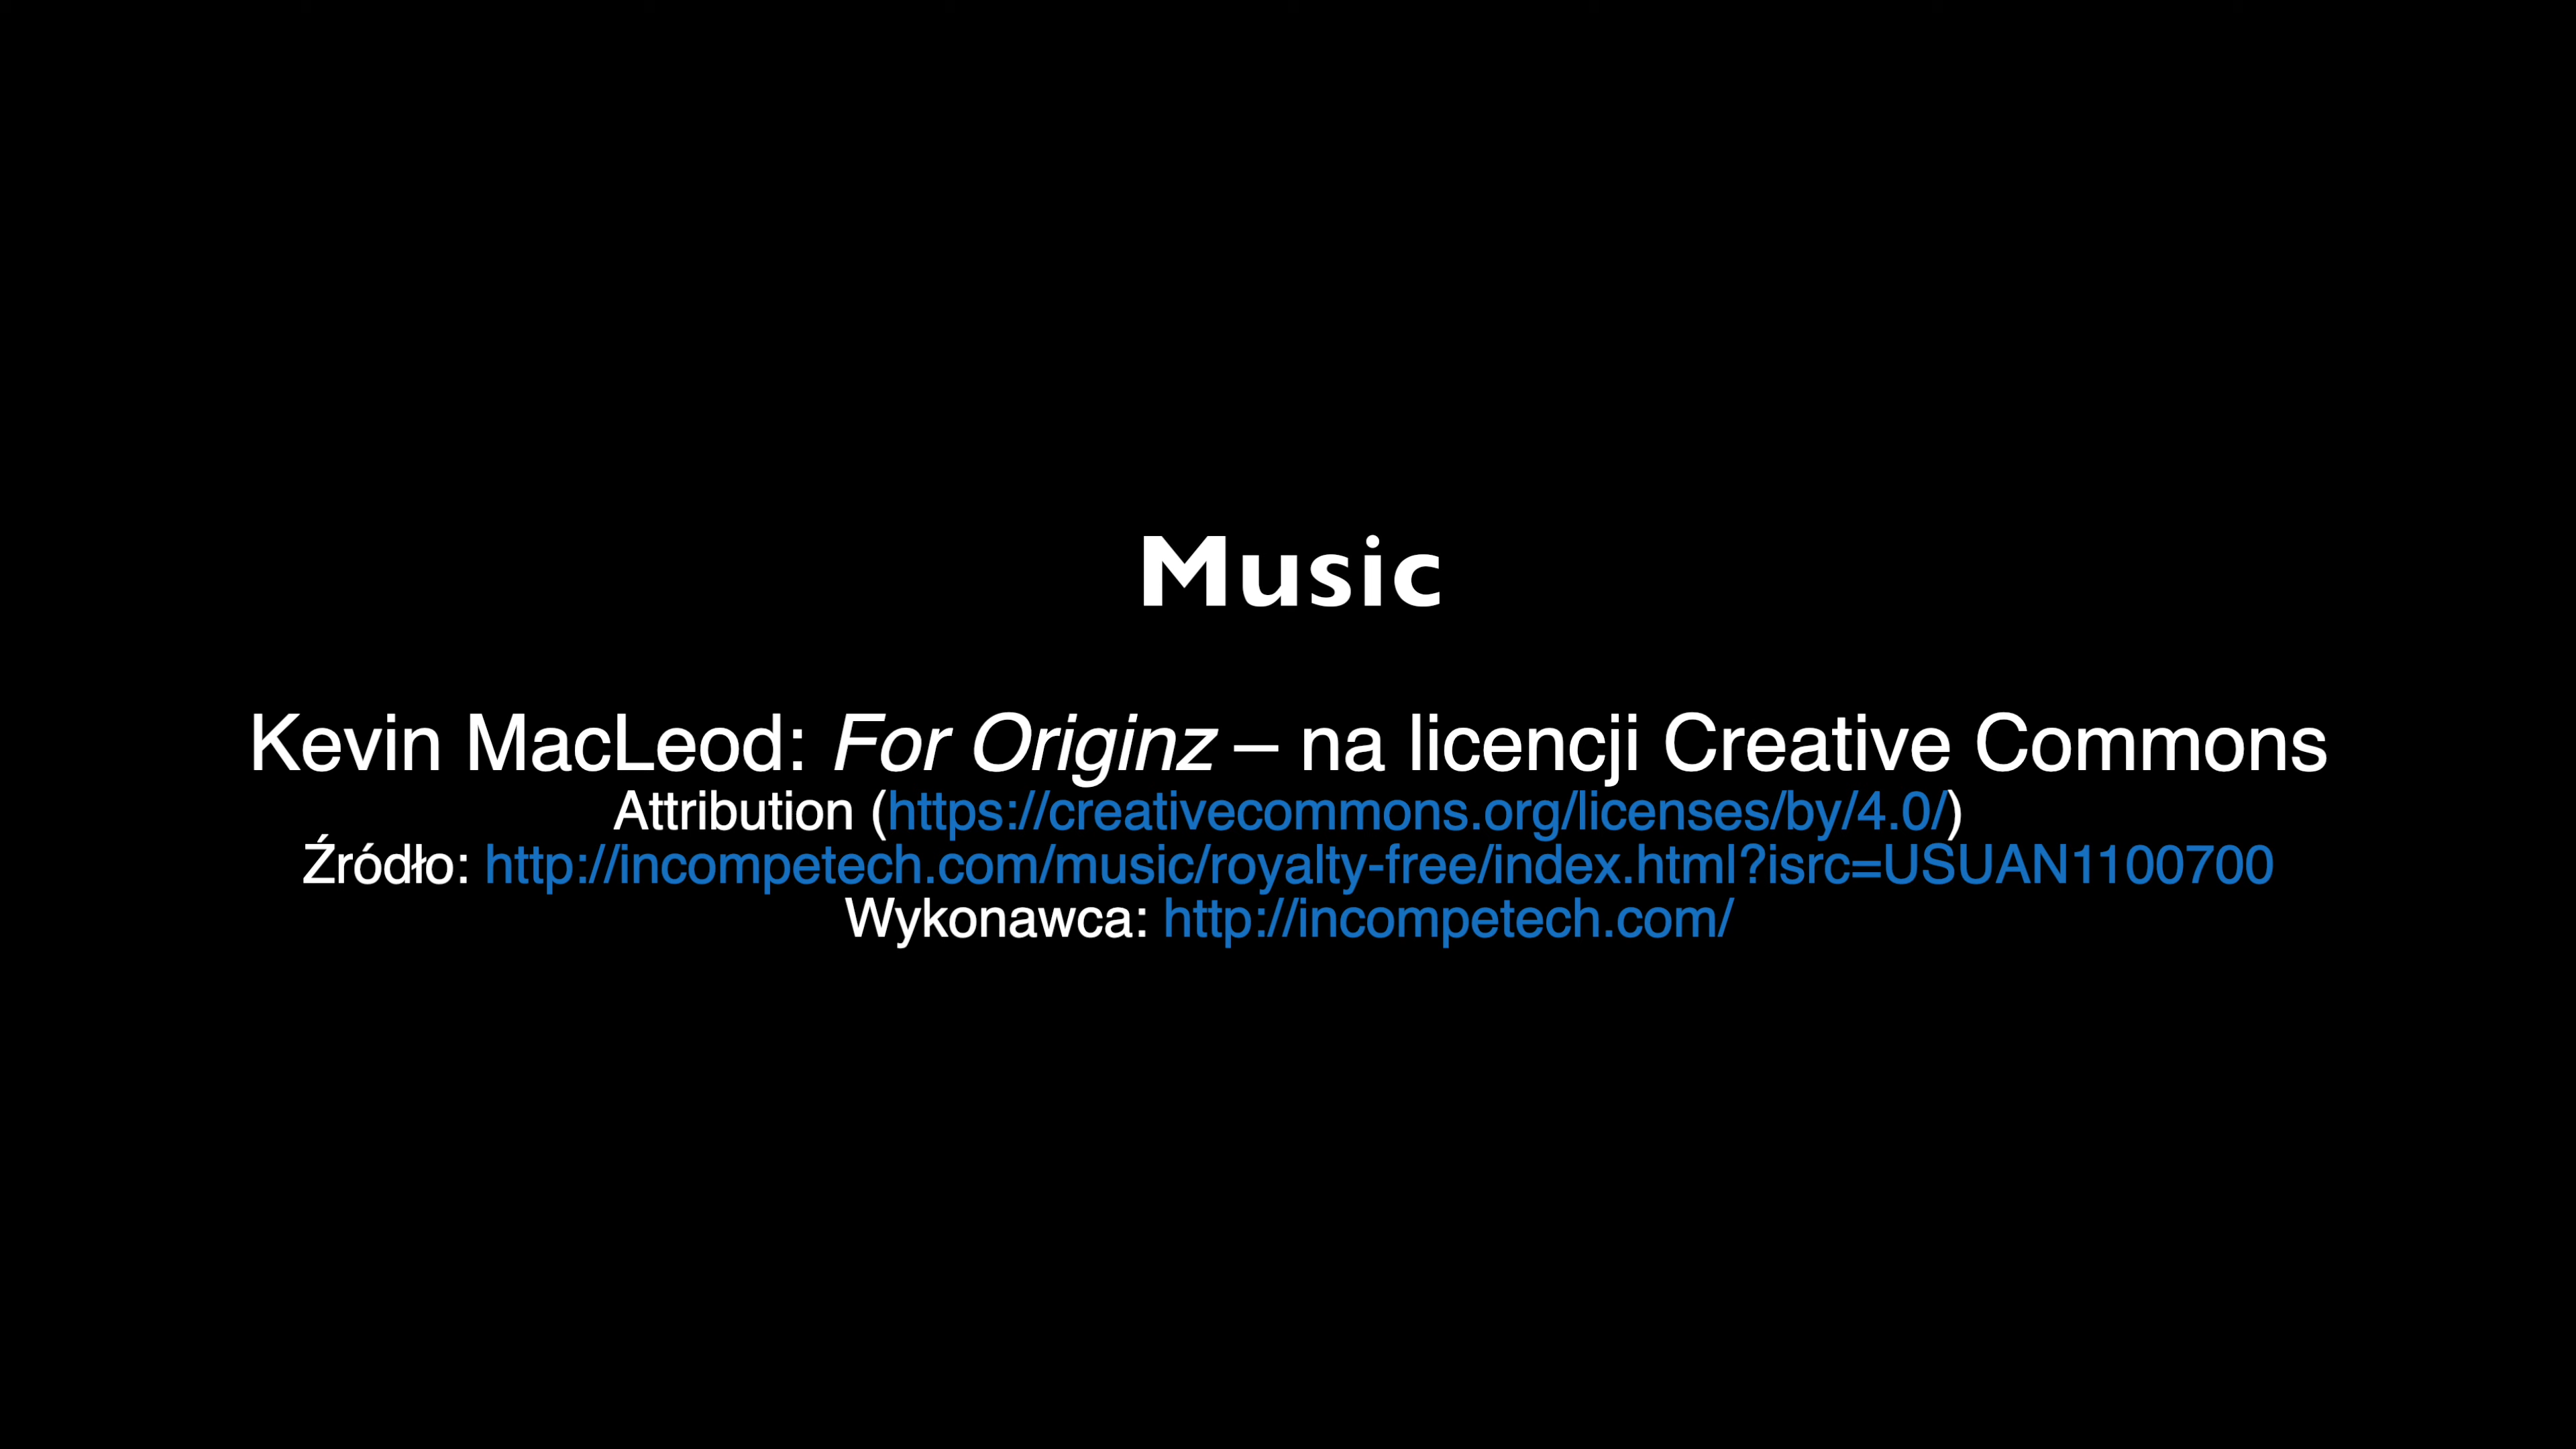 Music
Kevin MacLeod: For Originz – na licencji Creative Commons
Attribution (https://creativecommons.org/licenses/by/4.0/)
Źródło: http://incompetech.com/music/royalty-free/index.html?isrc=USUAN1100700
Wykonawca: http://incompetech.com/